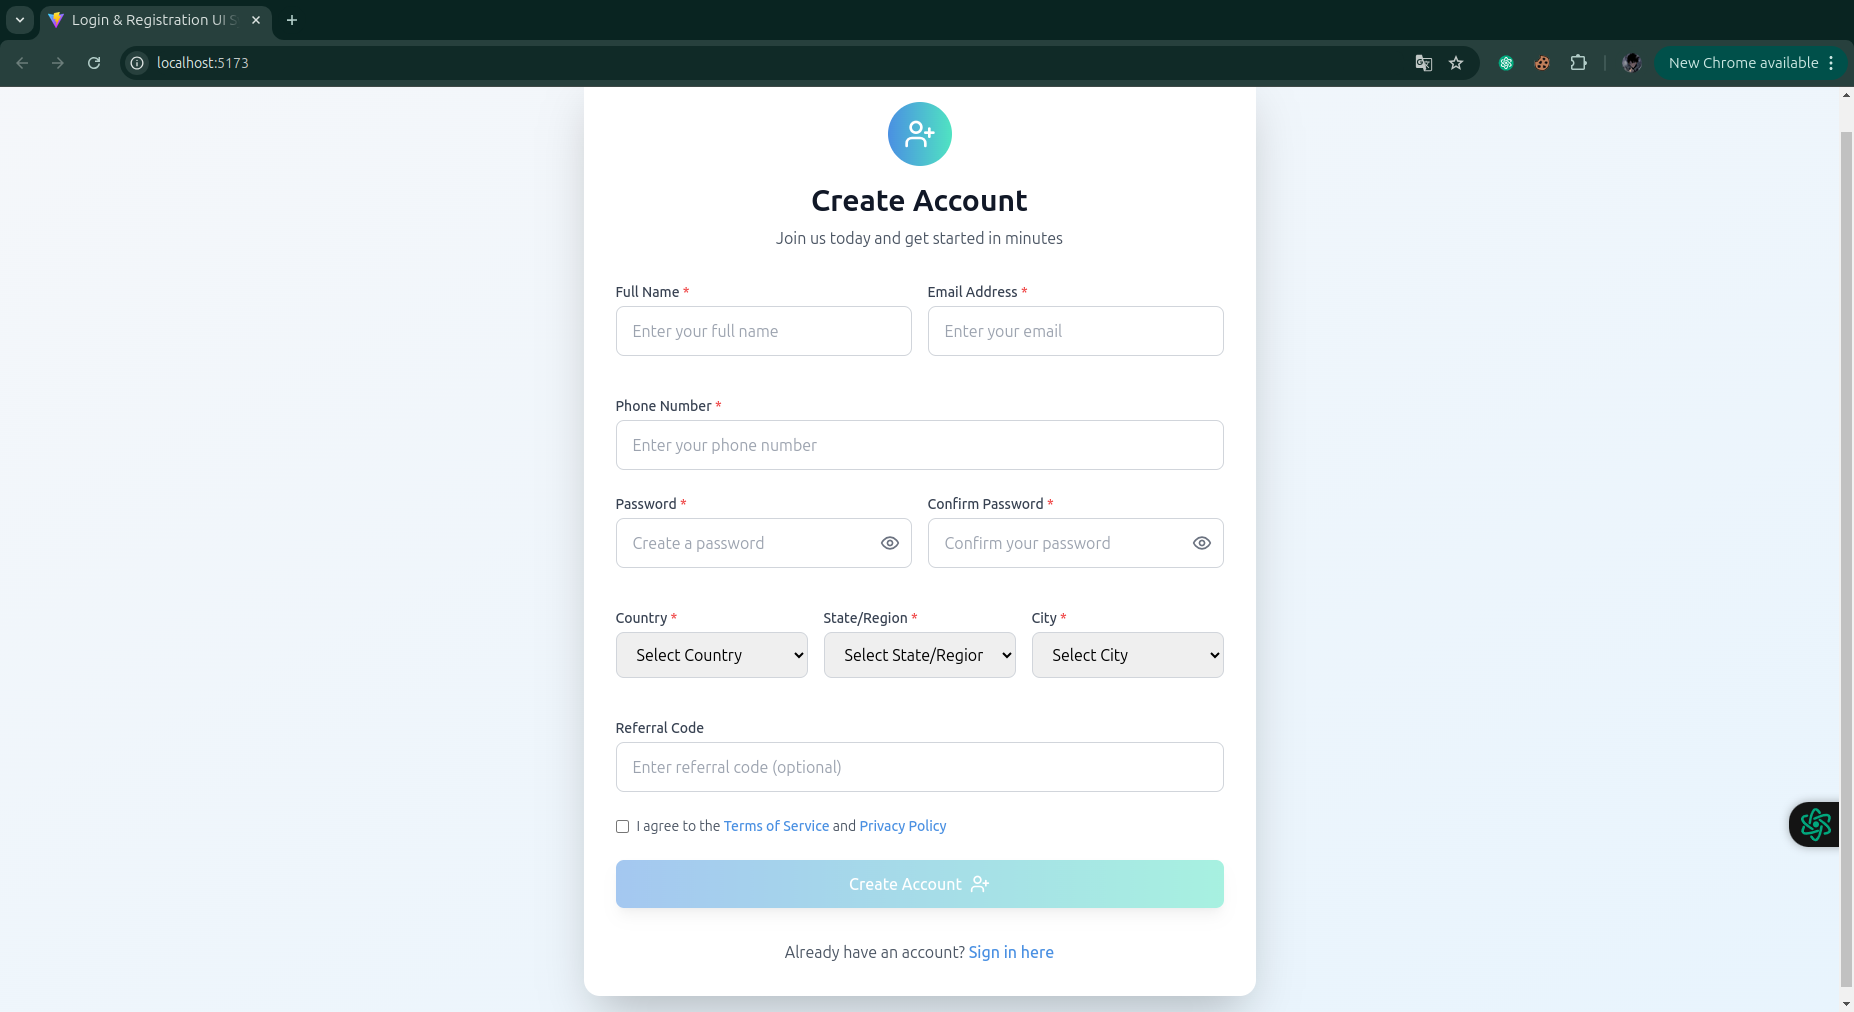 Login & Registration UI S
localhost:5173
New Chrome available
Create Account
Join us today and get started in minutes
Full Name *
Email Address *
Enter your full name
Enter your email
Phone Number *
Enter your phone number
Password *
Confirm Password *
Create a password
Confirm your password
Country *
State/Region *
City *
Select Country
Select State/Region
Select City
Referral Code
Enter referral code (optional)
I agree to the Terms of Service and Privacy Policy
Create Account
Already have an account? Sign in here